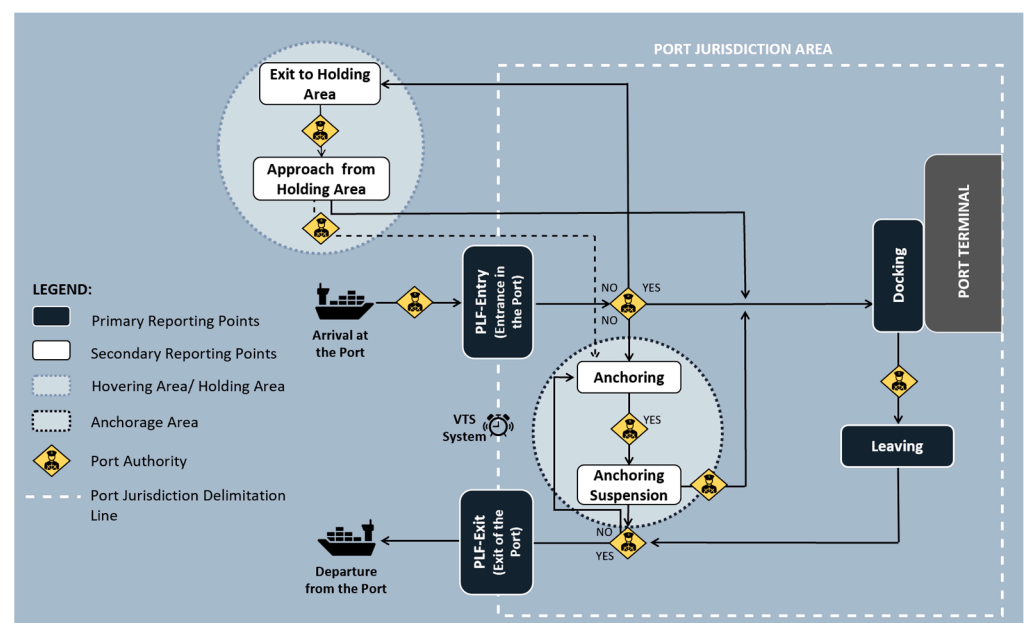 PORT JURISDICTION AREA
Exit to Holding
Area
Approach from
Holding Area
PORT TERMINAL
Docking
LEGEND:
Primary Reporting Points
Secondary Reporting Points
Hovering Area/ Holding Area
Anchorage Area
Port Authority
Port Jurisdiction Delimitation
Line
Arrival at
the Port
PLF-Entry
(Entrance in
the Port)
NO
YES
NO
Anchoring
VTS
System
YES
Anchoring
Suspension
Leaving
NO
YES
PLF-Exit
(Exit of the
Port)
Departure
from the Port